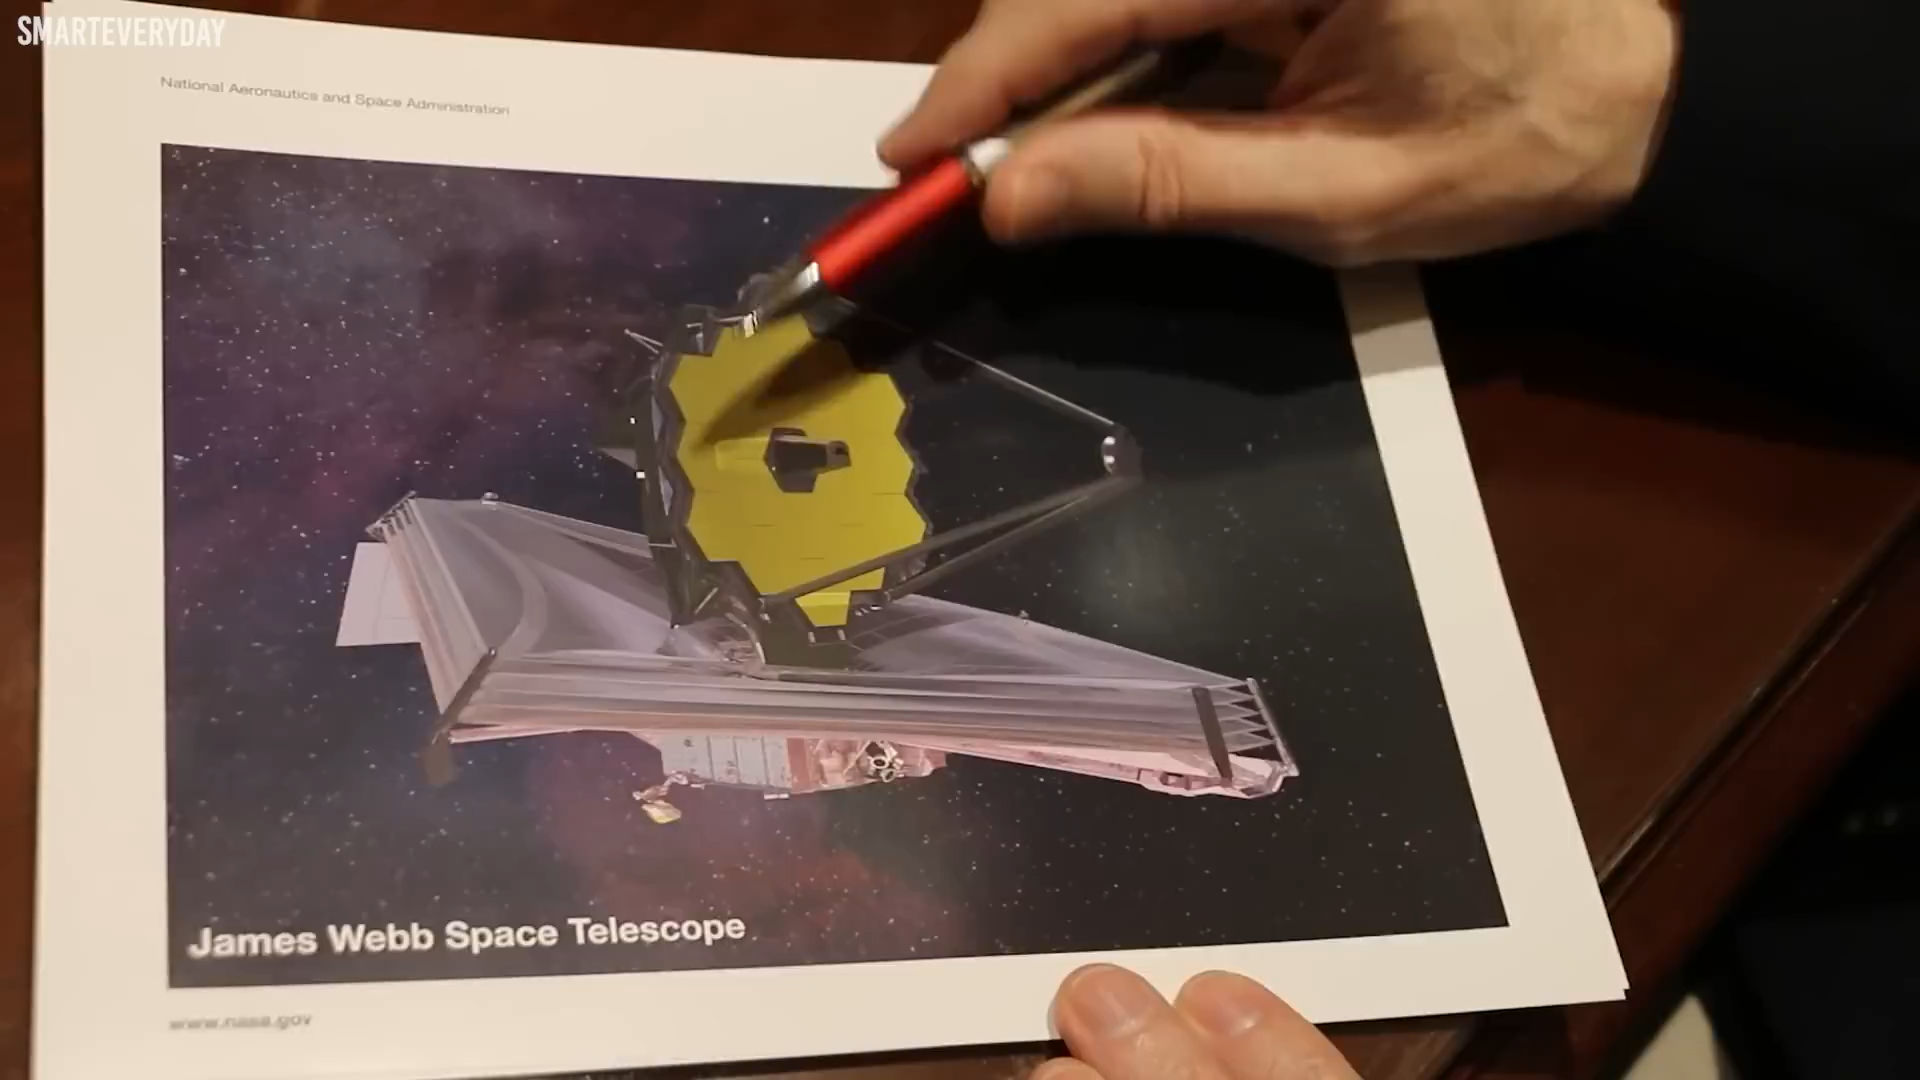 SMARTEVERYDAY
National Aeronautics and Space Administration
James Webb Space Telescope
www.nasa.gov